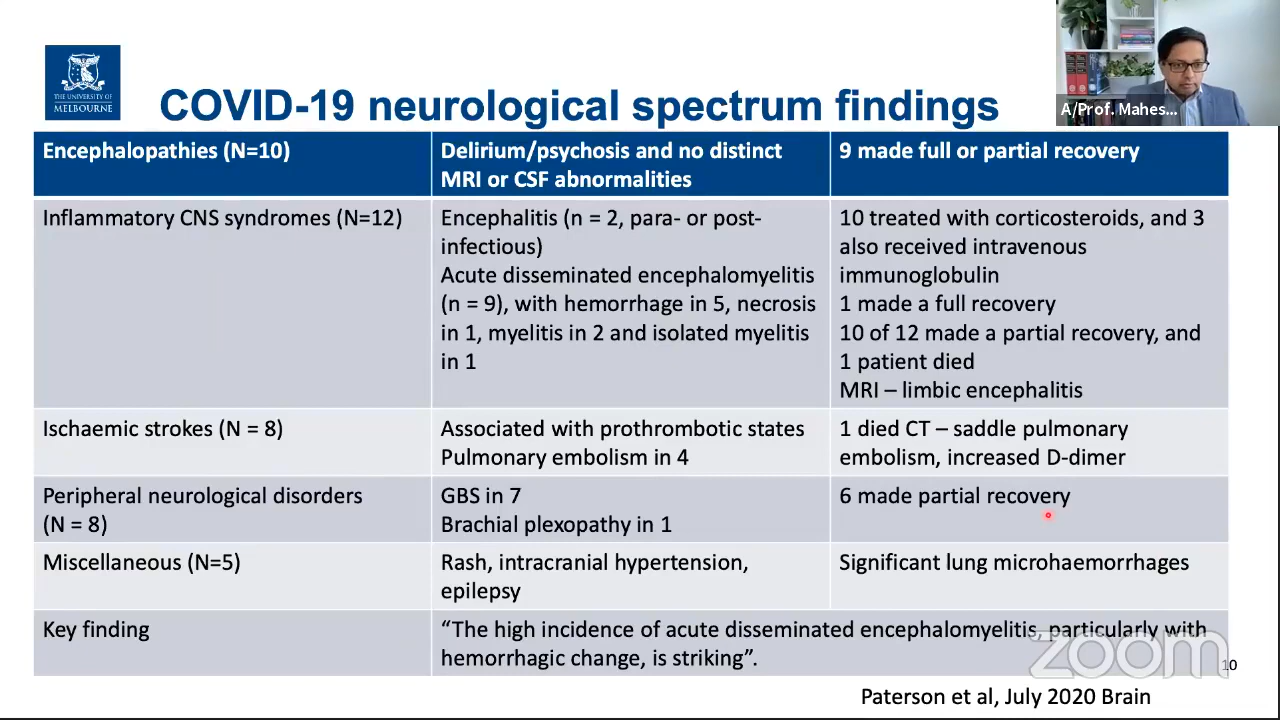 THE UNIVERSITY OF
MELBOURNE
COVID-19 neurological spectrum findings
A/Prof. Mahes...
Encephalopathies (N=10)
Delirium/psychosis and no distinct
MRI or CSF abnormalities
9 made full or partial recovery
Inflammatory CNS syndromes (N=12)
Encephalitis (n = 2, para- or post-
infectious)
Acute disseminated encephalomyelitis
(n = 9), with hemorrhage in 5, necrosis
in 1, myelitis in 2 and isolated myelitis
in 1
10 treated with corticosteroids, and 3
also received intravenous
immunoglobulin
1 made a full recovery
10 of 12 made a partial recovery, and
1 patient died
MRI – limbic encephalitis
Ischaemic strokes (N = 8)
Associated with prothrombotic states
Pulmonary embolism in 4
1 died CT – saddle pulmonary
embolism, increased D-dimer
Peripheral neurological disorders
(N = 8)
GBS in 7
Brachial plexopathy in 1
6 made partial recovery
Miscellaneous (N=5)
Rash, intracranial hypertension,
epilepsy
Significant lung microhaemorrhages
Key finding
“The high incidence of acute disseminated encephalomyelitis, particularly with
hemorrhagic change, is striking”.
zoom
10
Paterson et al, July 2020 Brain